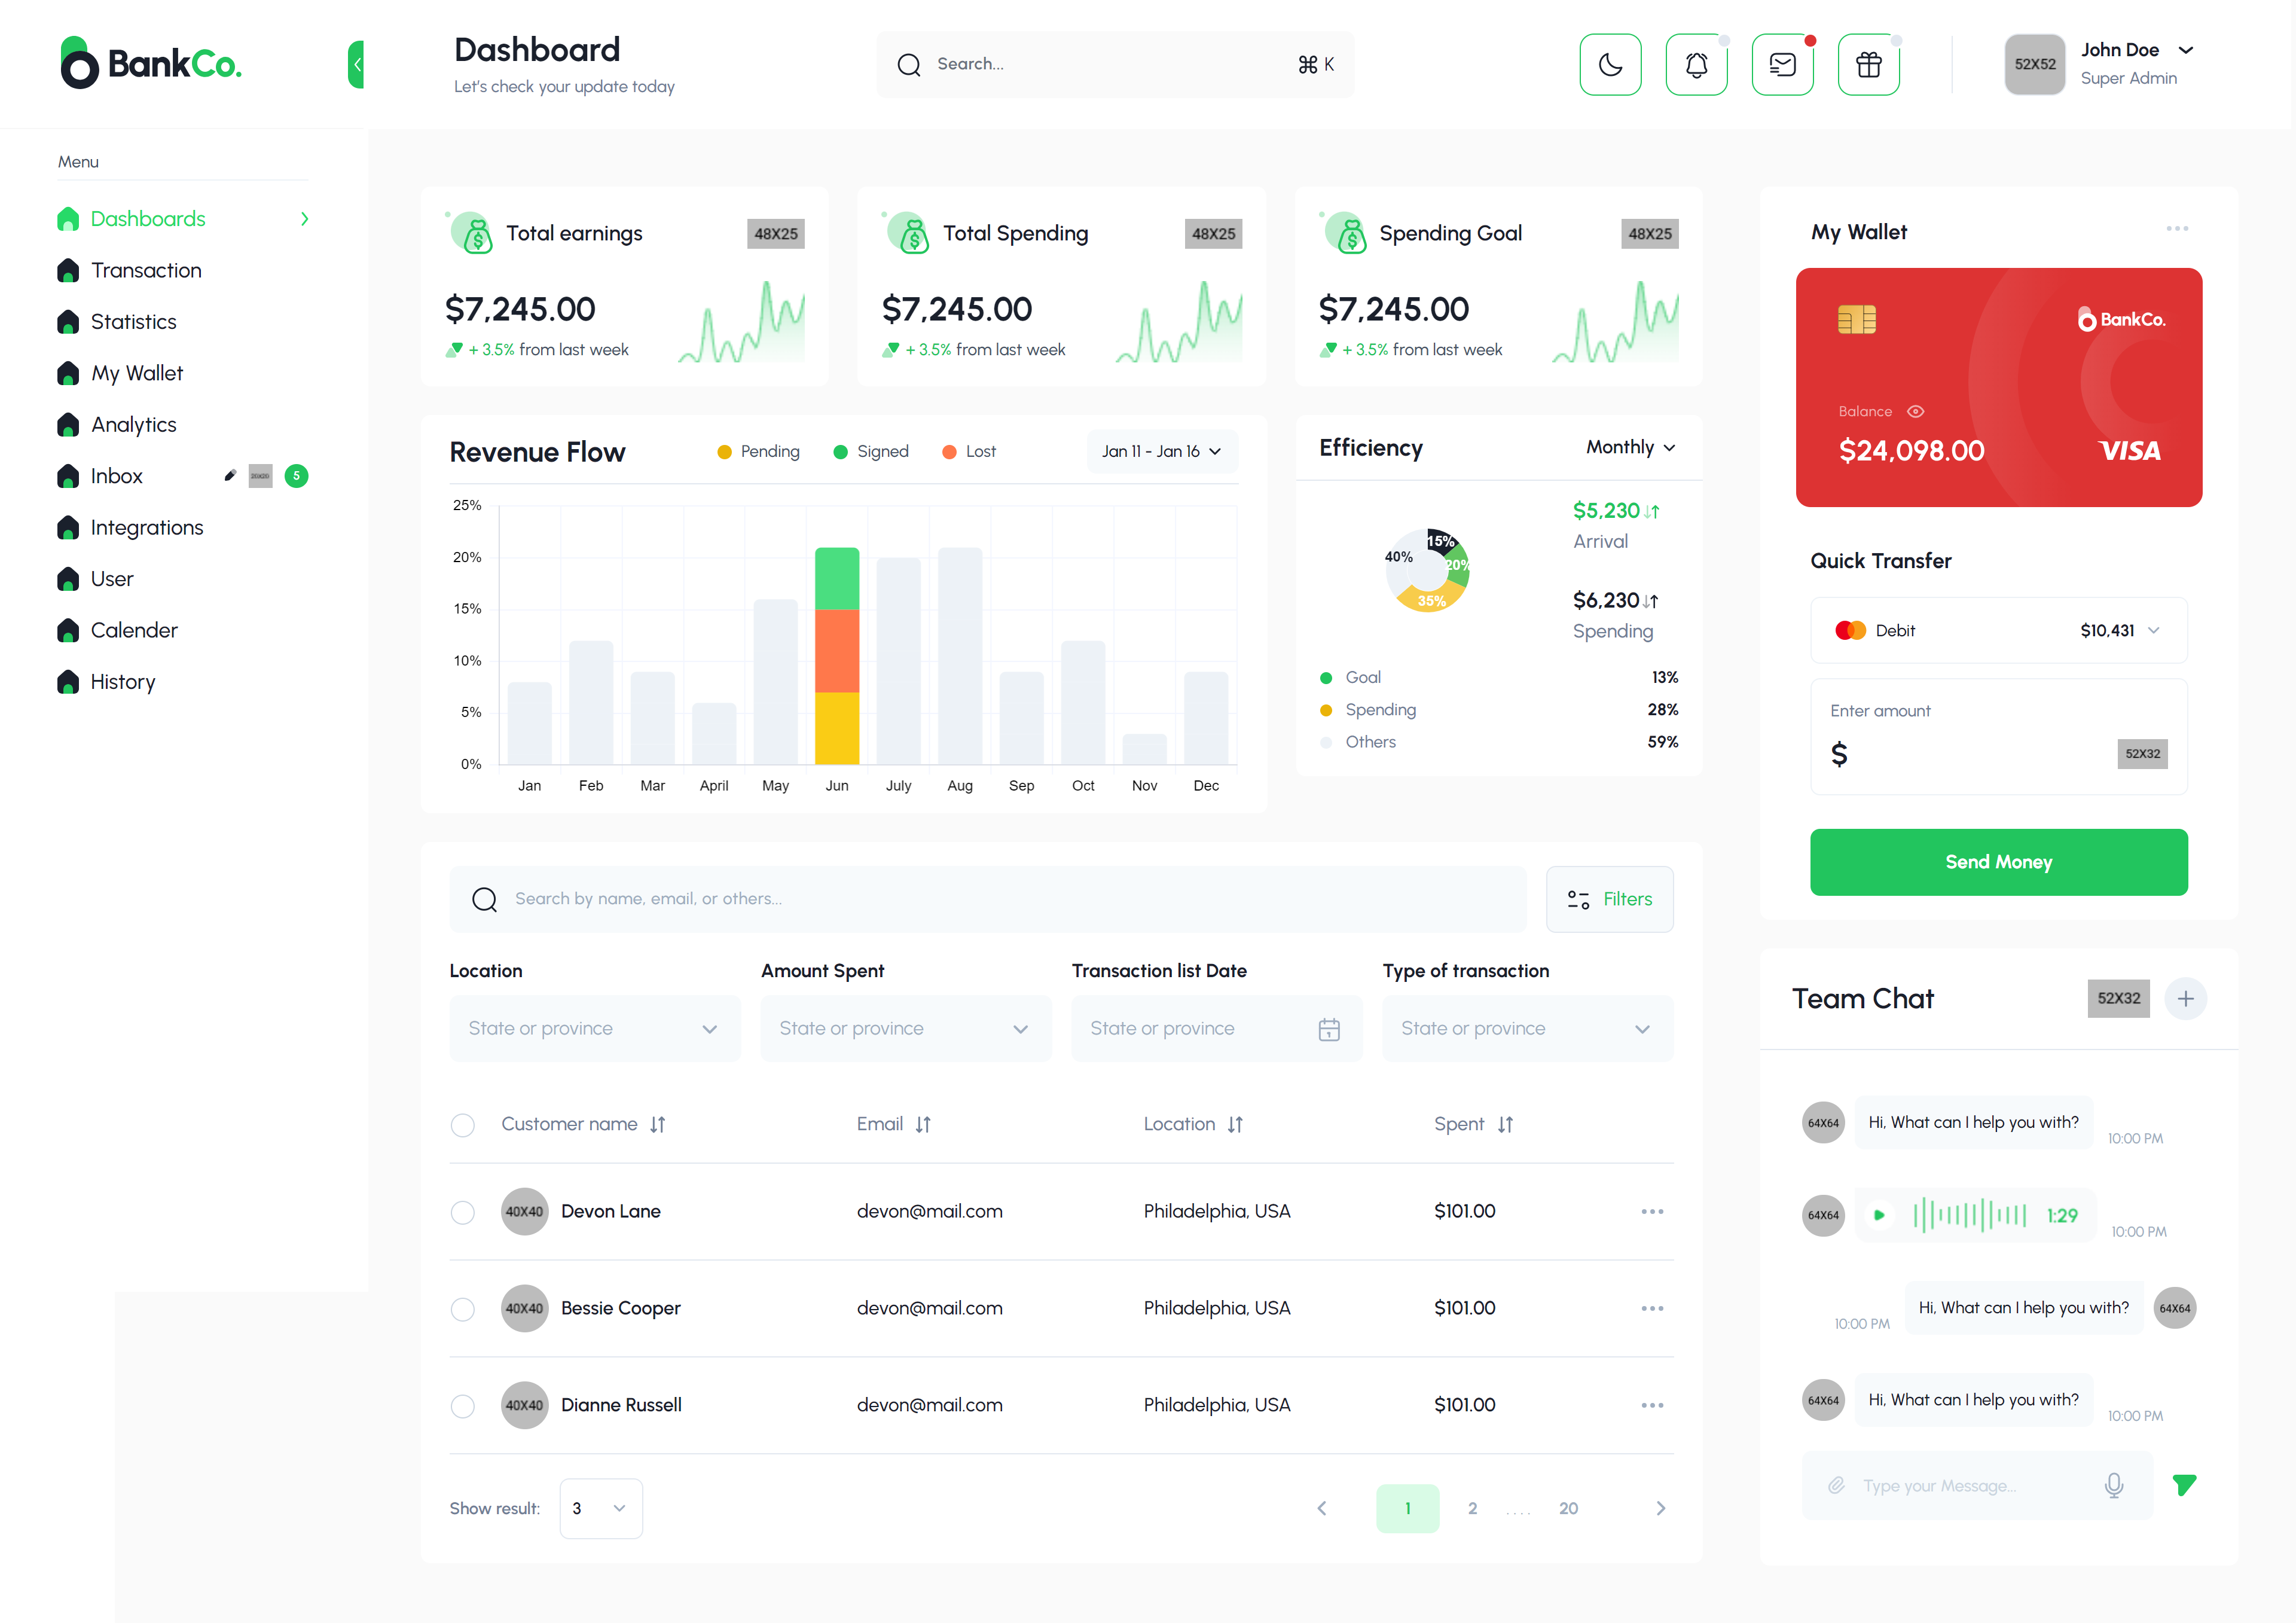 BankCo.
Dashboard
Let's check your update today
Search...
⌘ K
52X52
John Doe
Super Admin
Menu
Dashboards
Transaction
Statistics
My Wallet
Analytics
Inbox
5
Integrations
User
Calender
History
Total earnings
48X25
$7,245.00
+ 3.5% from last week
Total Spending
48X25
$7,245.00
+ 3.5% from last week
Spending Goal
48X25
$7,245.00
+ 3.5% from last week
Revenue Flow
Pending
Signed
Lost
Jan 11 - Jan 16
25%
20%
15%
10%
5%
0%
Jan
Feb
Mar
April
May
Jun
July
Aug
Sep
Oct
Nov
Dec
Efficiency
Monthly
15%
20%
35%
40%
$5,230
Arrival
$6,230
Spending
Goal 13%
Spending 28%
Others 59%
My Wallet
BankCo.
Balance
$24,098.00
VISA
Quick Transfer
Debit
$10,431
Enter amount
$
52X32
Send Money
Search by name, email, or others...
Filters
Location
State or province
Amount Spent
State or province
Transaction list Date
State or province
Type of transaction
State or province
Customer name
Email
Location
Spent
40X40 Devon Lane devon@mail.com Philadelphia, USA $101.00
40X40 Bessie Cooper devon@mail.com Philadelphia, USA $101.00
40X40 Dianne Russell devon@mail.com Philadelphia, USA $101.00
Show result:
3
1
2
....
20
Team Chat
52X32
64X64
Hi, What can I help you with?
10:00 PM
64X64
1:29
10:00 PM
10:00 PM
Hi, What can I help you with?
64X64
64X64
Hi, What can I help you with?
10:00 PM
Type your Message...